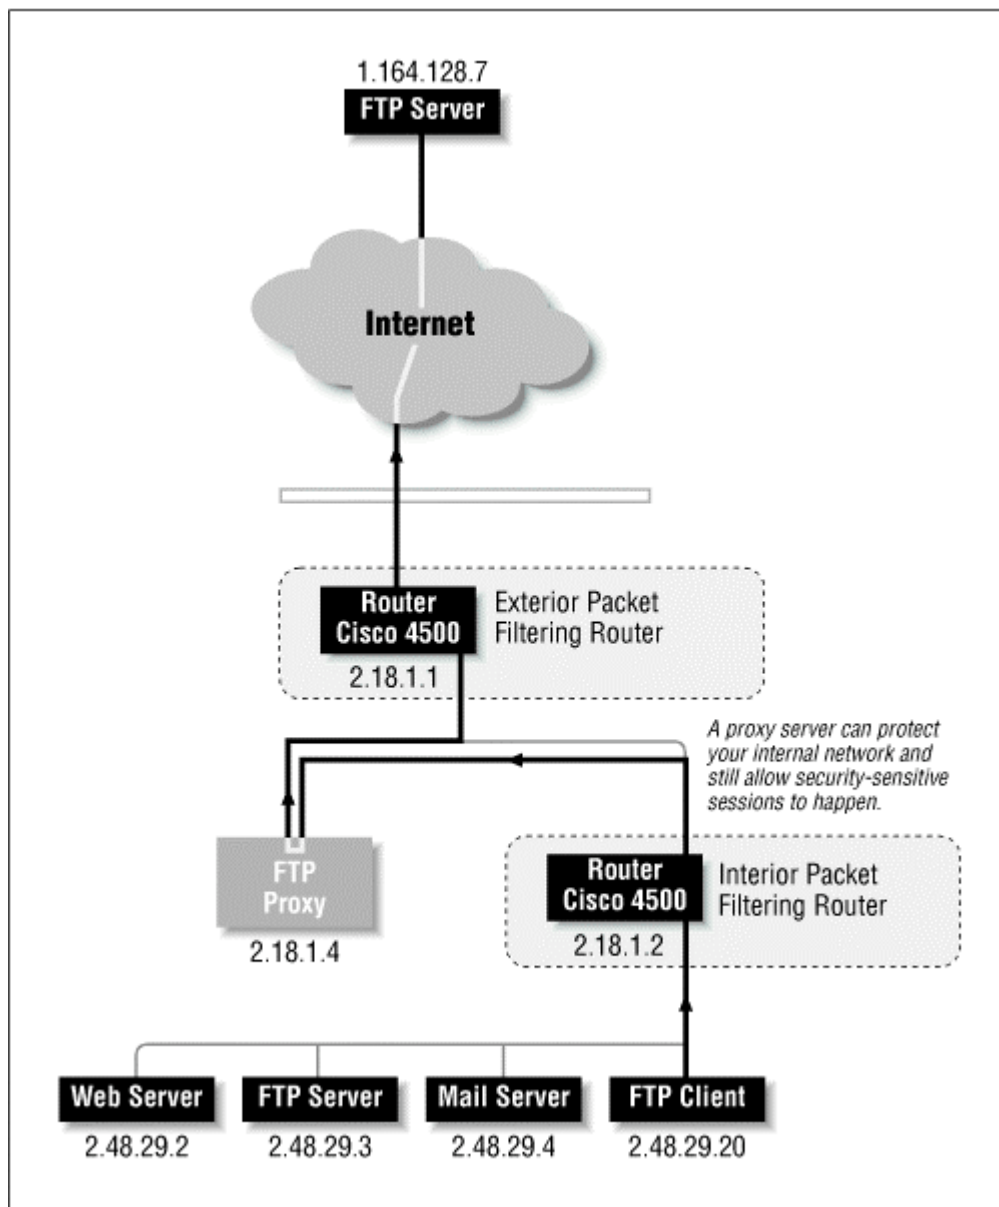 1.164.128.7
FTP Server
Internet
Router
Cisco 4500
Exterior Packet
Filtering Router
2.18.1.1
A proxy server can protect
your internal network and
still allow security-sensitive
sessions to happen.
FTP
Proxy
2.18.1.4
Router
Cisco 4500
Interior Packet
Filtering Router
2.18.1.2
Web Server
FTP Server
Mail Server
FTP Client
2.48.29.2
2.48.29.3
2.48.29.4
2.48.29.20